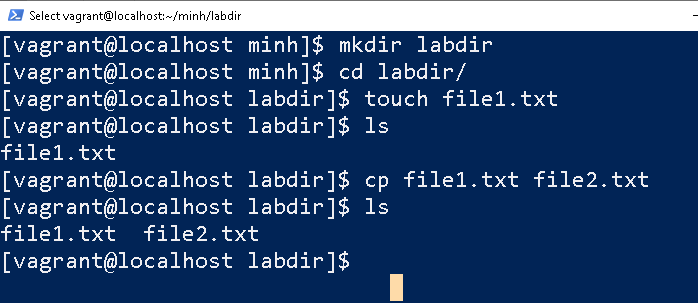 Select vagrant@localhost:~/minh/labdir
[vagrant@localhost minh]$ mkdir labdir
[vagrant@localhost minh]$ cd labdir/
[vagrant@localhost labdir]$ touch file1.txt
[vagrant@localhost labdir]$ ls
file1.txt
[vagrant@localhost labdir]$ cp file1.txt file2.txt
[vagrant@localhost labdir]$ ls
file1.txt  file2.txt
[vagrant@localhost labdir]$